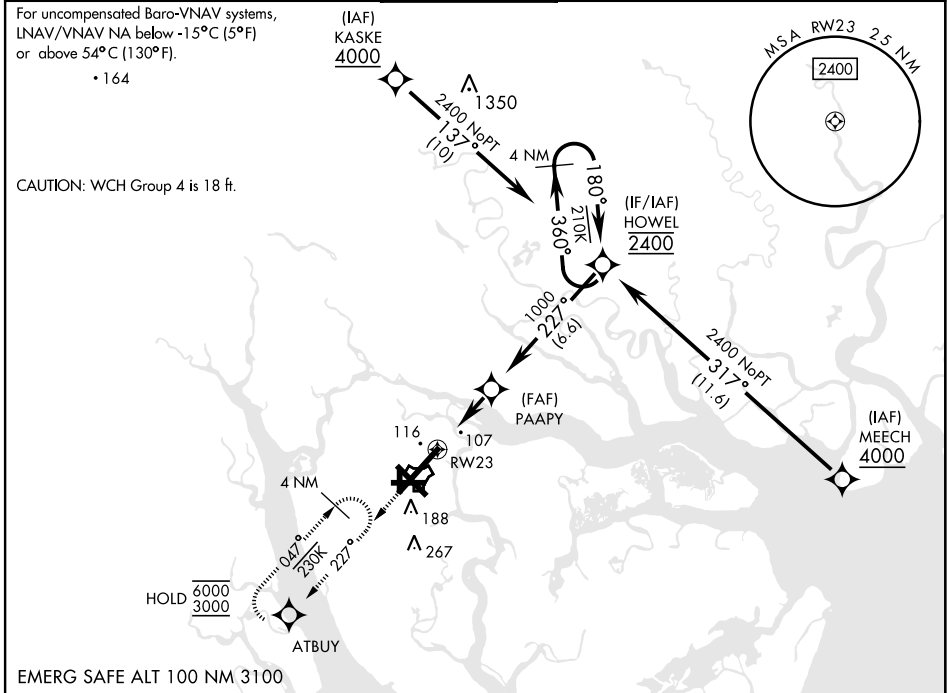 For uncompensated Baro-VNAV systems,
LNAV/VNAV NA below -15°C (5°F)
or above 54°C (130°F).
164
CAUTION: WCH Group 4 is 18 ft.
(IAF)
KASKE
4000
1350
2400 NoPT
137°
(10)
4 NM
180°
210K
360°
(IF/IAF)
HOWEL
2400
MSA RW23 25 NM
2400
1000
227°
(6.6)
2400 NoPT
317°
(11.6)
(IAF)
MEECH
4000
(FAF)
PAAPY
116
107
RW23
4 NM
188
267
047°
230K
227°
HOLD 6000
3000
ATBUY
EMERG SAFE ALT 100 NM 3100